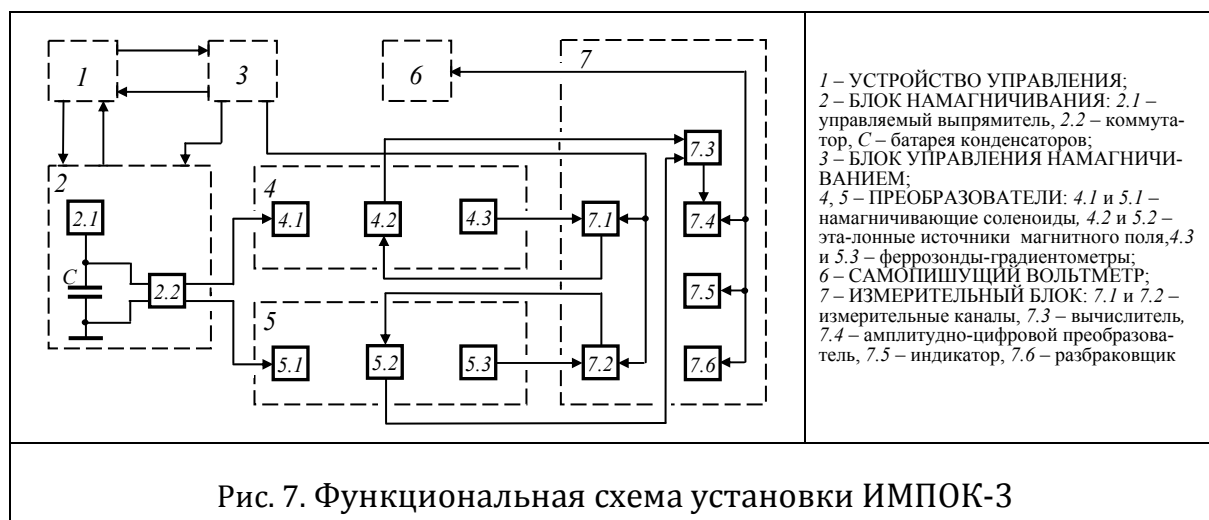 1
3
6
7
2
2.1
C
2.2
4
4.1
4.2
4.3
5
5.1
5.2
5.3
7.1
7.2
7.3
7.4
7.5
7.6
1 – УСТРОЙСТВО УПРАВЛЕНИЯ;
2 – БЛОК НАМАГНИЧИВАНИЯ: 2.1 –
управляемый выпрямитель, 2.2 – коммута-
тор, С – батарея конденсаторов;
3 – БЛОК УПРАВЛЕНИЯ НАМАГНИЧИ-
ВАНИЕМ;
4, 5 – ПРЕОБРАЗОВАТЕЛИ: 4.1 и 5.1 –
намагничивающие соленоиды, 4.2 и 5.2 –
эта-лонные источники магнитного поля,4.3
и 5.3 – феррозонды-градиентометры;
6 – САМОПИШУЩИЙ ВОЛЬТМЕТР;
7 – ИЗМЕРИТЕЛЬНЫЙ БЛОК: 7.1 и 7.2 –
измерительные каналы, 7.3 – вычислитель,
7.4 – амплитудно-цифровой преобразова-
тель, 7.5 – индикатор, 7.6 – разбраковщик
Рис. 7. Функциональная схема установки ИМПОК-3